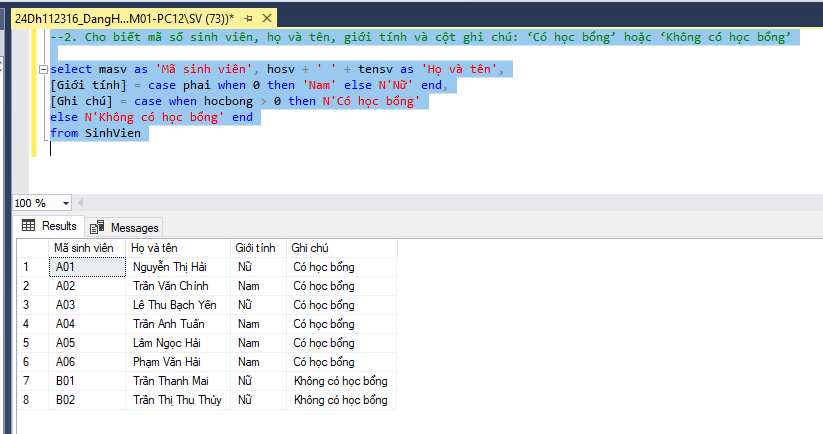 24Dh112316_DangH...M01-PC12\SV (73))*
--2. Cho biết mã số sinh viên, họ và tên, giới tính và cột ghi chú: ‘Có học bổng’ hoặc ‘Không có học bổng’
select masv as 'Mã sinh viên', hosv + ' ' + tensv as 'Họ và tên',
[Giới tính] = case phai when 0 then 'Nam' else N'Nữ' end,
[Ghi chú] = case when hocbong > 0 then N'Có học bổng'
else N'Không có học bổng' end
from SinhVien
100 %
Results Messages
Mã sinh viên Họ và tên Giới tính Ghi chú
1 A01 Nguyễn Thị Hải Nữ Có học bổng
2 A02 Trần Văn Chính Nam Có học bổng
3 A03 Lê Thu Bạch Yến Nữ Có học bổng
4 A04 Trần Anh Tuấn Nam Có học bổng
5 A05 Lâm Ngọc Hải Nam Có học bổng
6 A06 Phạm Văn Hải Nam Có học bổng
7 B01 Trần Thanh Mai Nữ Không có học bổng
8 B02 Trần Thị Thu Thủy Nữ Không có học bổng